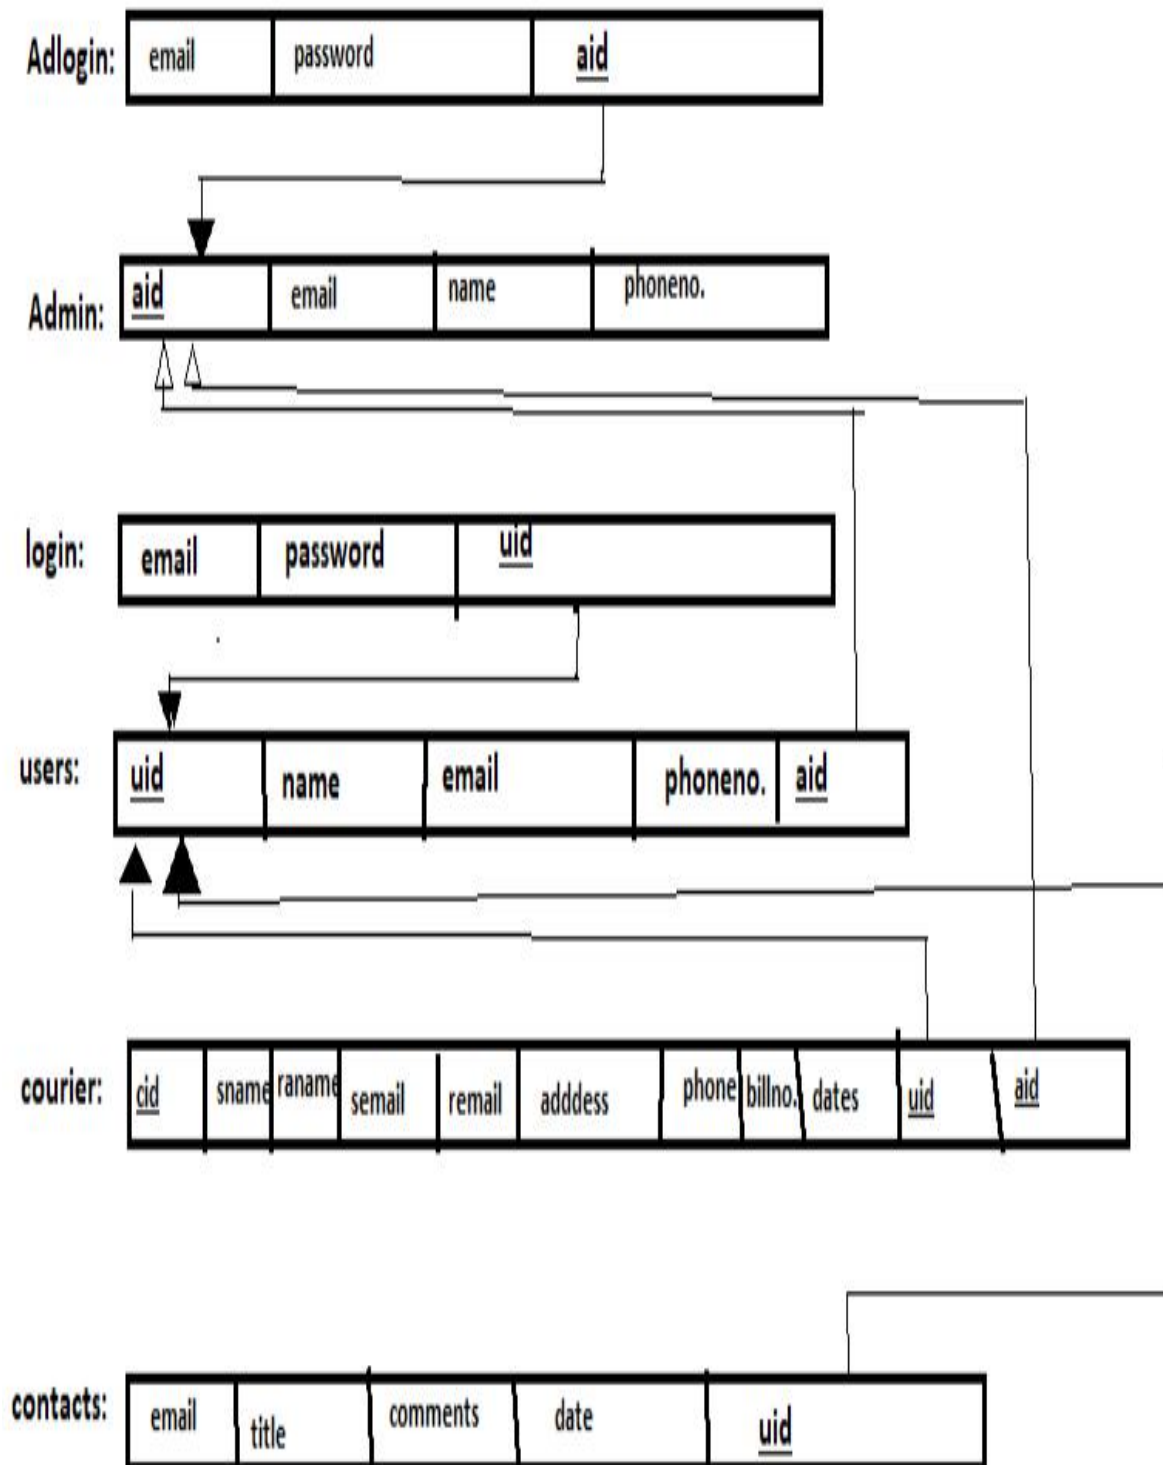 Adlogin: email password aid
Admin: aid email name phoneno.
login: email password uid
users: uid name email phoneno. aid
courier: cid sname raname semail remail adddess phone billno. dates uid aid
contacts: email title comments date uid